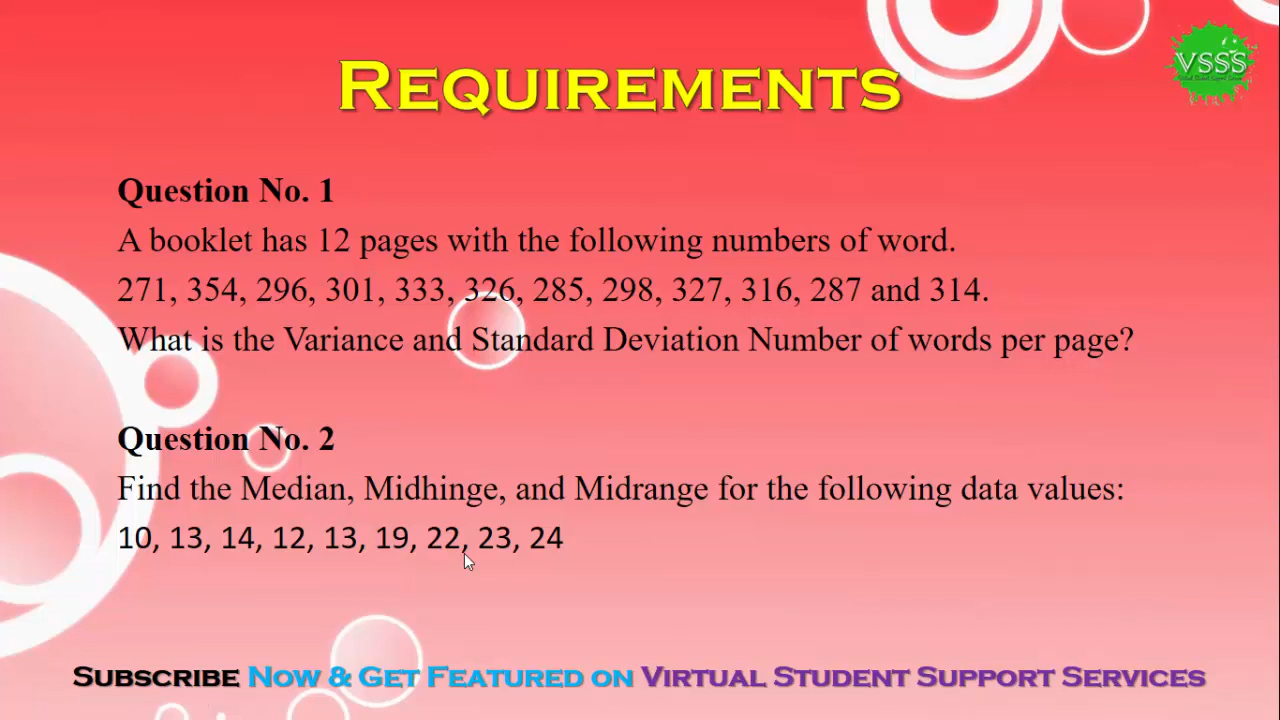 REQUIREMENTS
VSSS
Question No. 1
A booklet has 12 pages with the following numbers of word.
271, 354, 296, 301, 333, 326, 285, 298, 327, 316, 287 and 314.
What is the Variance and Standard Deviation Number of words per page?
Question No. 2
Find the Median, Midhinge, and Midrange for the following data values:
10, 13, 14, 12, 13, 19, 22, 23, 24
SUBSCRIBE NOW & GET FEATURED ON VIRTUAL STUDENT SUPPORT SERVICES